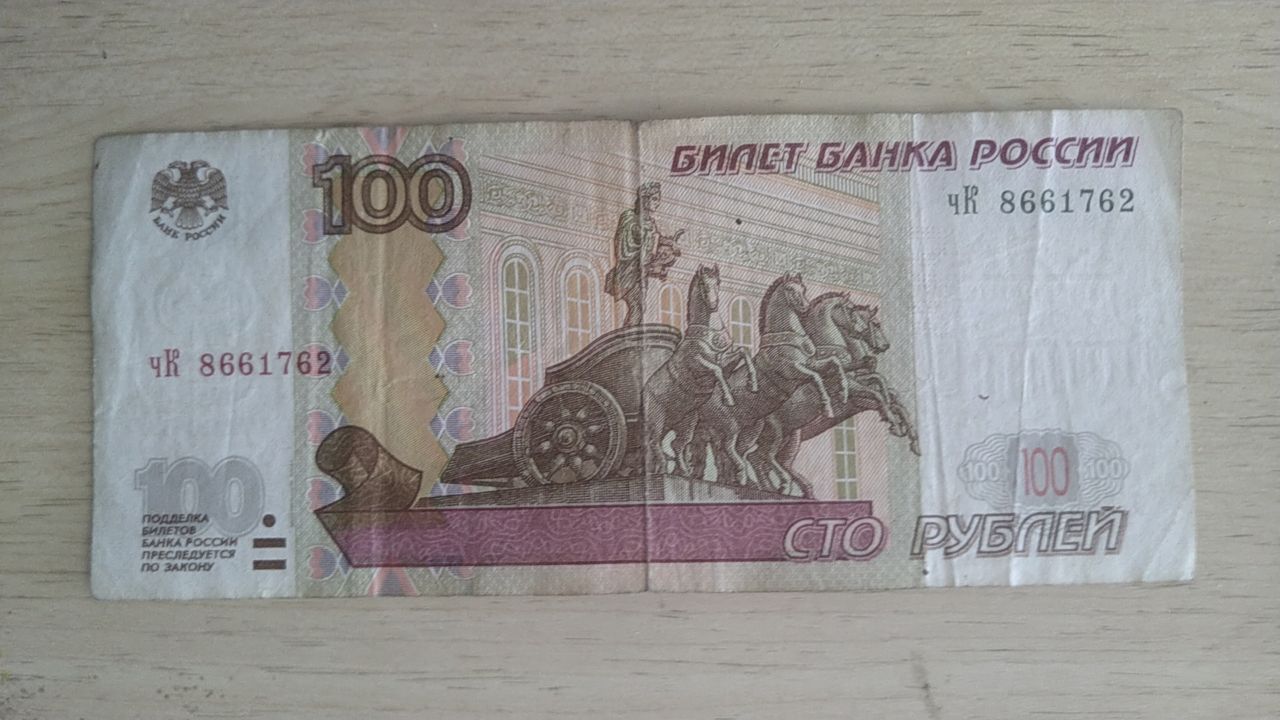 БАНК РОССИИ
100
БИЛЕТ БАНКА РОССИИ
чК 8661762
чК 8661762
100
ПОДДЕЛКА
БИЛЕТОВ
БАНКА РОССИИ
ПРЕСЛЕДУЕТСЯ
ПО ЗАКОНУ
100 100 100
СТО РУБЛЕЙ